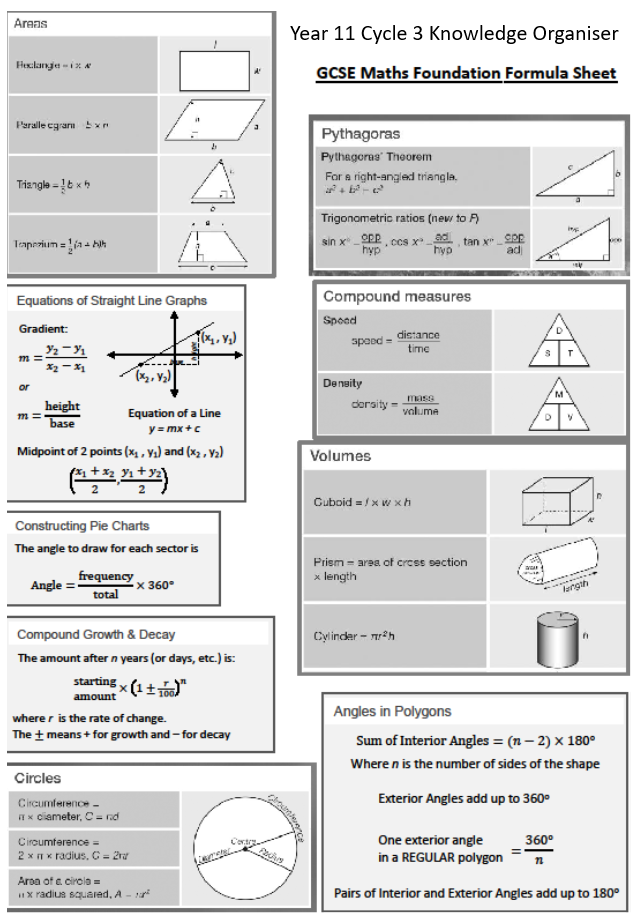 Year 11 Cycle 3 Knowledge Organiser
GCSE Maths Foundation Formula Sheet
Areas
Rectangle = l × w
l
w
Parallelogram = b × h
h
a
b
Triangle = ½ b × h
b
Trapezium = ½(a + b)h
a
h
Equations of Straight Line Graphs
Gradient:
m = (y₂ − y₁) / (x₂ − x₁)
or
m = height / base
(x₁, y₁)
(x₂, y₂)
Equation of a Line
y = mx + c
Midpoint of 2 points (x₁ , y₁) and (x₂ , y₂)
((x₁ + x₂)/2, (y₁ + y₂)/2)
Constructing Pie Charts
The angle to draw for each sector is
Angle = frequency / total × 360°
Compound Growth & Decay
The amount after n years (or days, etc.) is:
starting amount × (1 ± r/100)ⁿ
where r is the rate of change.
The ± means + for growth and − for decay
Circles
Circumference =
π × diameter, C = πd
Circumference =
2 × π × radius, C = 2πr
Area of a circle =
π × radius squared, A = πr²
Circumference
Centre
Diameter
Radius
Pythagoras
Pythagoras' Theorem
For a right-angled triangle,
a² + b² = c²
c
b
a
Trigonometric ratios (new to F)
sin x° = opp/hyp, cos x° = adj/hyp, tan x° = opp/adj
hyp
opp
adj
x°
Compound measures
Speed
speed = distance / time
D
S T
Density
density = mass / volume
M
D V
Volumes
Cuboid = l × w × h
h
w
l
Prism = area of cross section
× length
length
Cylinder = πr²h
r
h
Angles in Polygons
Sum of Interior Angles = (n − 2) × 180°
Where n is the number of sides of the shape
Exterior Angles add up to 360°
One exterior angle
in a REGULAR polygon = 360° / n
Pairs of Interior and Exterior Angles add up to 180°